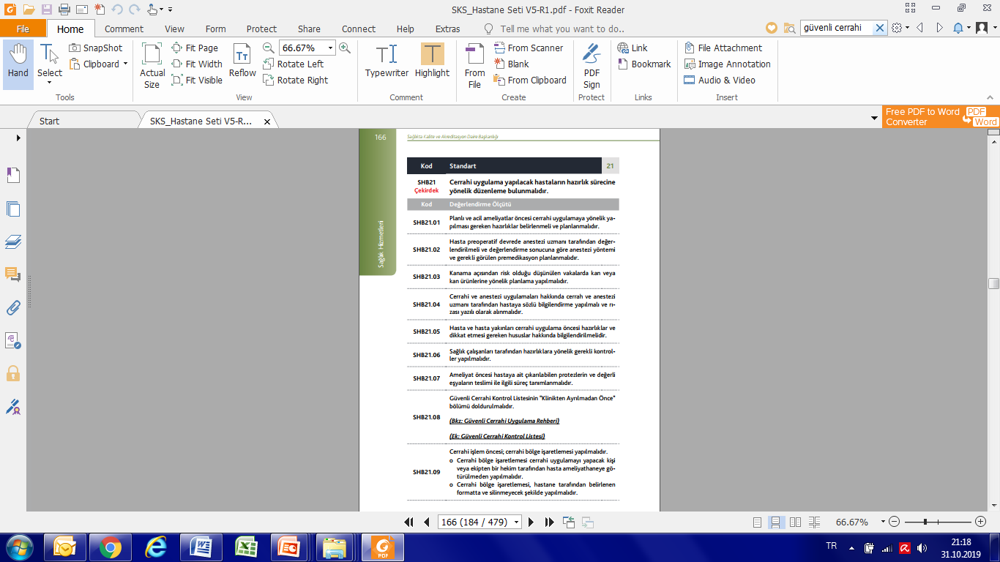 SKS_Hastane Seti V5-R1.pdf - Foxit Reader
File Home Comment View Form Protect Share Connect Help Extras Tell me what you want to do.. güvenli cerrahi
Hand
Select
SnapShot
Clipboard
Tools
Actual Size
Fit Page
Fit Width
Fit Visible
Reflow
66.67%
Rotate Left
Rotate Right
View
Typewriter
Highlight
Comment
From File
From Scanner
Blank
From Clipboard
Create
PDF Sign
Protect
Link
Bookmark
Links
File Attachment
Image Annotation
Audio & Video
Insert
Start
SKS_Hastane Seti V5-R...
Free PDF to Word
Converter
PDF
Word
166
Sağlıkta Kalite ve Akreditasyon Daire Başkanlığı
Sağlık Hizmetleri
Kod Standart 21
SHB21
Çekirdek
Cerrahi uygulama yapılacak hastaların hazırlık sürecine
yönelik düzenleme bulunmalıdır.
Kod Değerlendirme Ölçütü
SHB21.01
Planlı ve acil ameliyatlar öncesi cerrahi uygulamaya yönelik ya-
pılması gereken hazırlıklar belirlenmeli ve planlanmalıdır.
SHB21.02
Hasta preoperatif devrede anestezi uzmanı tarafından değer-
lendirilmeli ve değerlendirme sonucuna göre anestezi yöntemi
ve gerekli görülen premedikasyon planlanmalıdır.
SHB21.03
Kanama açısından risk olduğu düşünülen vakalarda kan veya
kan ürünlerine yönelik planlama yapılmalıdır.
SHB21.04
Cerrahi ve anestezi uygulamaları hakkında cerrah ve anestezi
uzmanı tarafından hastaya sözlü bilgilendirme yapılmalı ve rı-
zası yazılı olarak alınmalıdır.
SHB21.05
Hasta ve hasta yakınları cerrahi uygulama öncesi hazırlıklar ve
dikkat etmesi gereken hususlar hakkında bilgilendirilmelidir.
SHB21.06
Sağlık çalışanları tarafından hazırlıklara yönelik gerekli kontrol-
ler yapılmalıdır.
SHB21.07
Ameliyat öncesi hastaya ait çıkarılabilen protezlerin ve değerli
eşyaların teslimi ile ilgili süreç tanımlanmalıdır.
SHB21.08
Güvenli Cerrahi Kontrol Listesinin "Klinikten Ayrılmadan Önce"
bölümü doldurulmalıdır.
(Bkz: Güvenli Cerrahi Uygulama Rehberi)
(Ek: Güvenli Cerrahi Kontrol Listesi)
SHB21.09
Cerrahi işlem öncesi; cerrahi bölge işaretlemesi yapılmalıdır.
o Cerrahi bölge işaretlemesi cerrahi uygulamayı yapacak kişi
veya ekipten bir hekim tarafından hasta ameliyathaneye gö-
türülmeden yapılmalıdır.
o Cerrahi bölge işaretlemesi, hastane tarafından belirlenen
formatta ve silinmeyecek şekilde yapılmalıdır.
166 (184 / 479)
66.67%
PDF
TR
21:18
31.10.2019